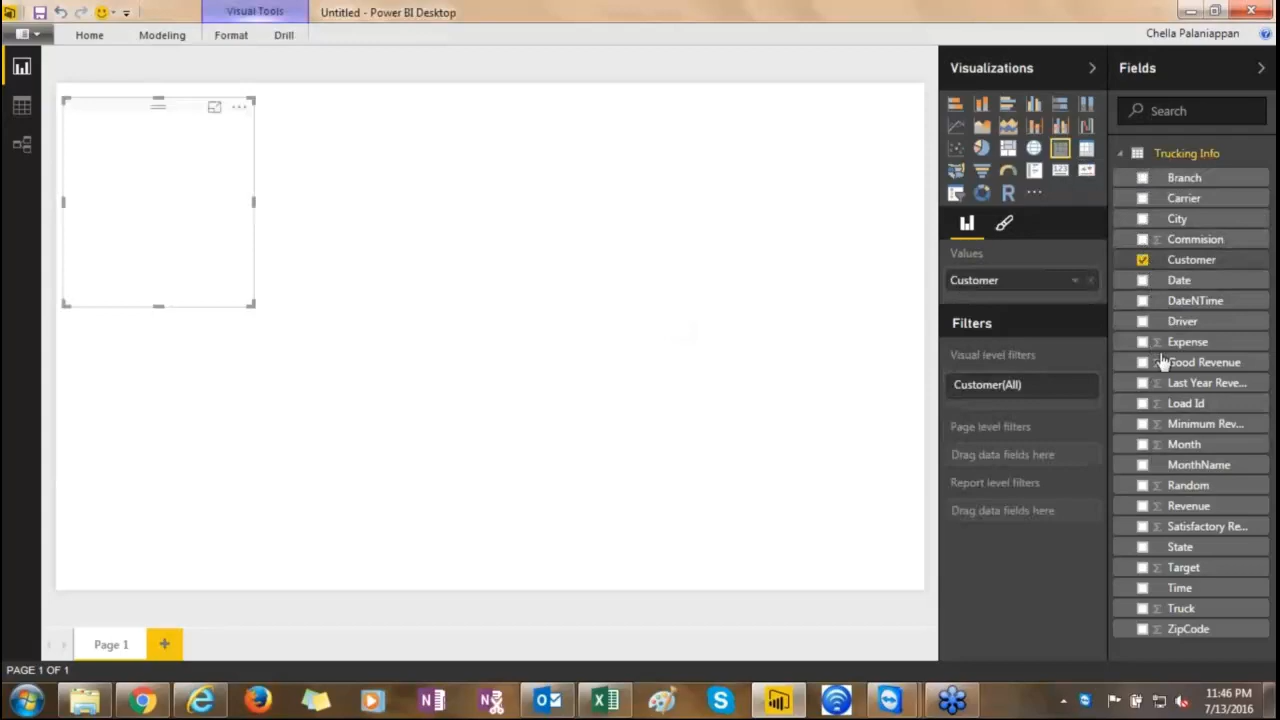 Visual Tools
Untitled - Power BI Desktop
Home
Modeling
Format
Drill
Chella Palaniappan
Visualizations
Fields
Search
Trucking Info
Branch
Carrier
City
Commision
Customer
Date
DateNTime
Driver
Expense
Good Revenue
Last Year Reve...
Load Id
Minimum Rev...
Month
MonthName
Random
Revenue
Satisfactory Re...
State
Target
Time
Truck
ZipCode
Values
Customer
Filters
Visual level filters
Customer(All)
Page level filters
Drag data fields here
Report level filters
Drag data fields here
Page 1
PAGE 1 OF 1
11:46 PM
7/13/2016